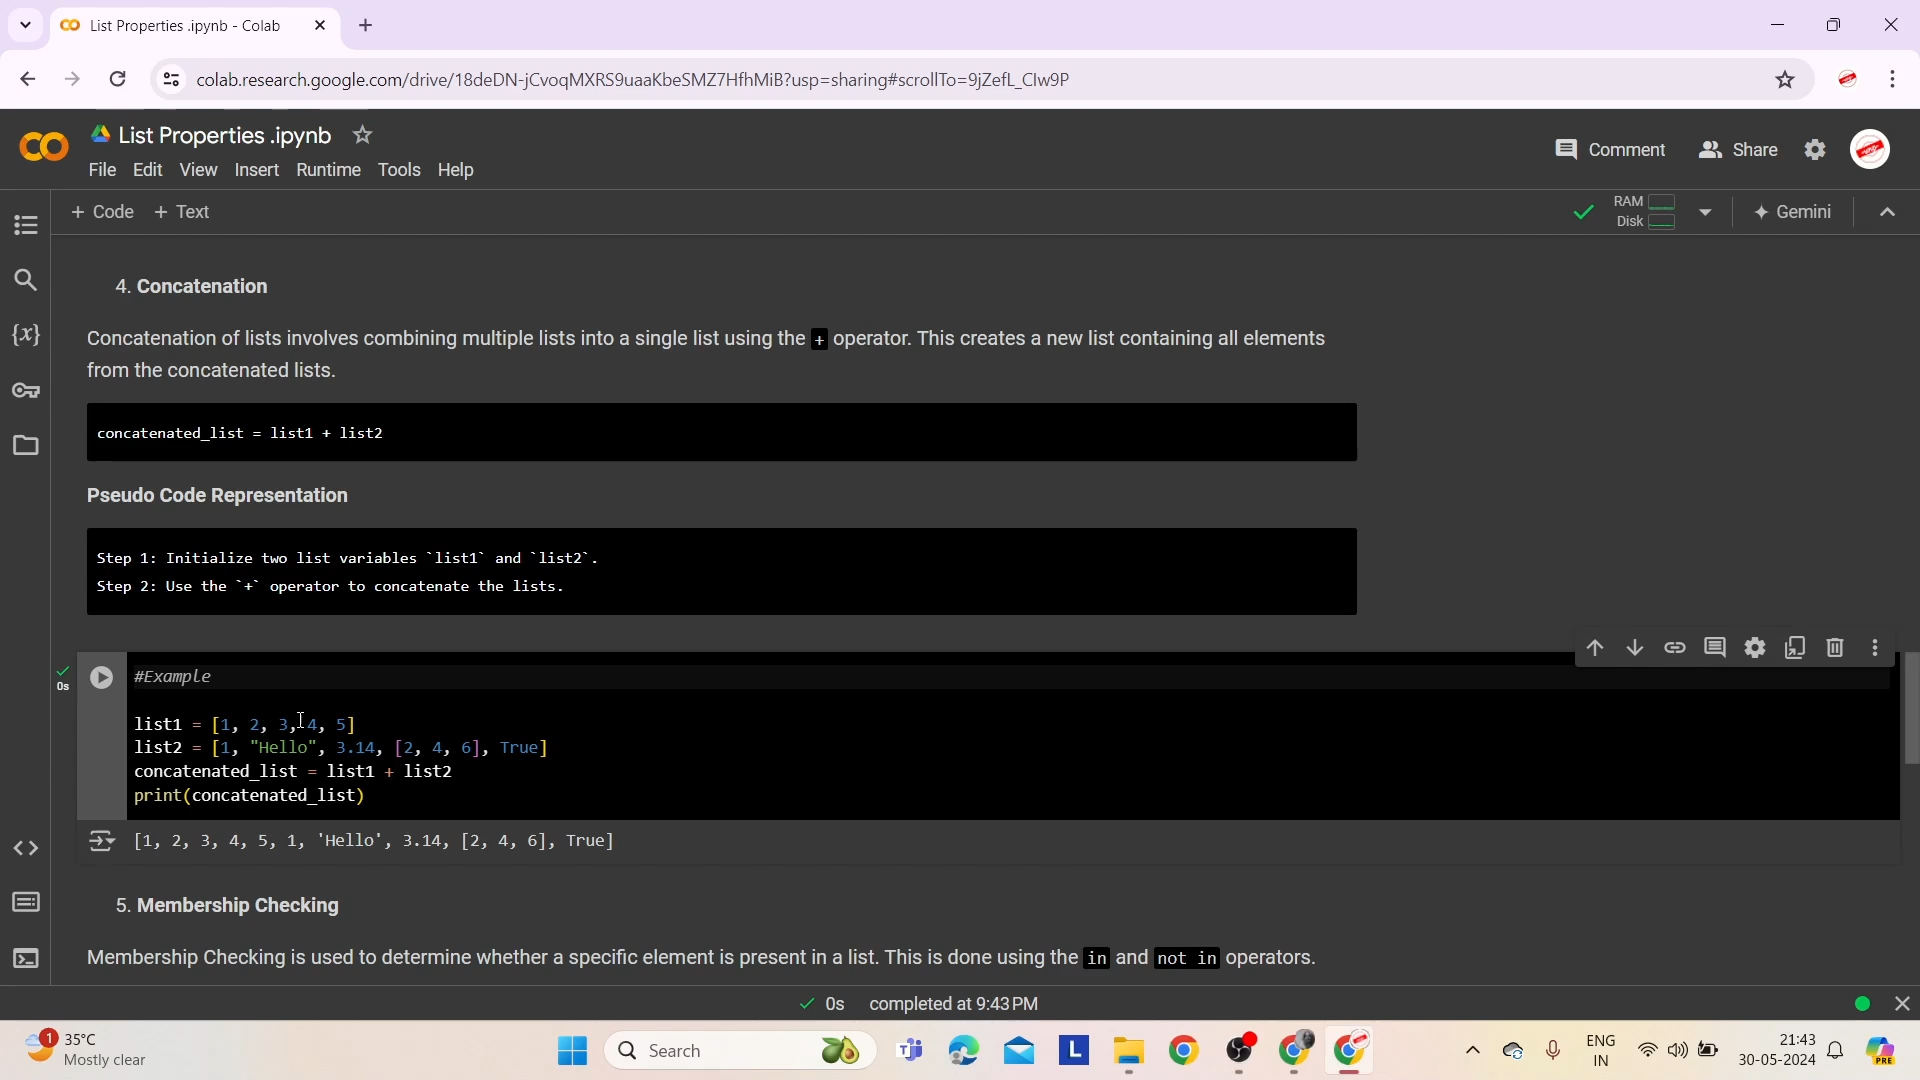 List Properties .ipynb - Colab
colab.research.google.com/drive/18deDN-jCvoqMXRS9uaaKbeSMZ7HfhMiB?usp=sharing#scrollTo=9jZefL_CIw9P
List Properties .ipynb
Comment
Share
File Edit View Insert Runtime Tools Help
+ Code + Text
RAM
Disk
Gemini
4. Concatenation
Concatenation of lists involves combining multiple lists into a single list using the + operator. This creates a new list containing all elements
from the concatenated lists.
concatenated_list = list1 + list2
Pseudo Code Representation
Step 1: Initialize two list variables `list1` and `list2`.
Step 2: Use the `+` operator to concatenate the lists.
0s
#Example
list1 = [1, 2, 3, 4, 5]
list2 = [1, "Hello", 3.14, [2, 4, 6], True]
concatenated_list = list1 + list2
print(concatenated_list)
[1, 2, 3, 4, 5, 1, 'Hello', 3.14, [2, 4, 6], True]
5. Membership Checking
Membership Checking is used to determine whether a specific element is present in a list. This is done using the in and not in operators.
0s completed at 9:43 PM
1
35°C
Mostly clear
Search
L
ENG
IN
21:43
30-05-2024
PRE